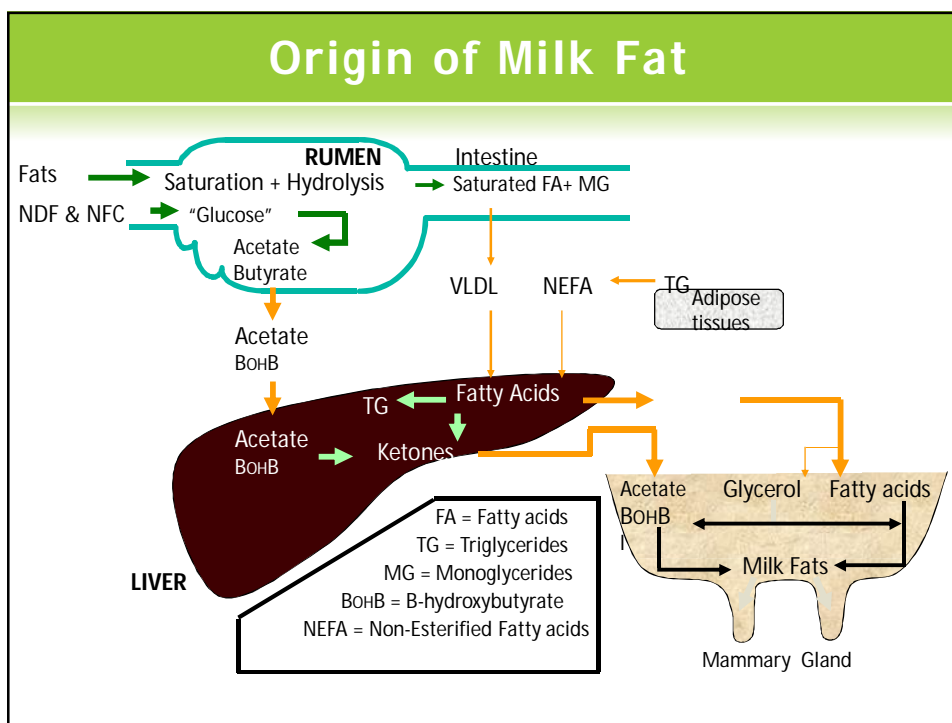 Origin of Milk Fat
RUMEN
Intestine
Fats
Saturation + Hydrolysis
Saturated FA+ MG
NDF & NFC
"Glucose"
Acetate
Butyrate
VLDL
NEFA
TG
Adipose
tissues
Acetate
BOHB
TG
Fatty Acids
Acetate
BOHB
Ketones
Acetate
BOHB
Glycerol
Fatty acids
Milk Fats
LIVER
FA = Fatty acids
TG = Triglycerides
MG = Monoglycerides
BOHB = B-hydroxybutyrate
NEFA = Non-Esterified Fatty acids
Mammary Gland